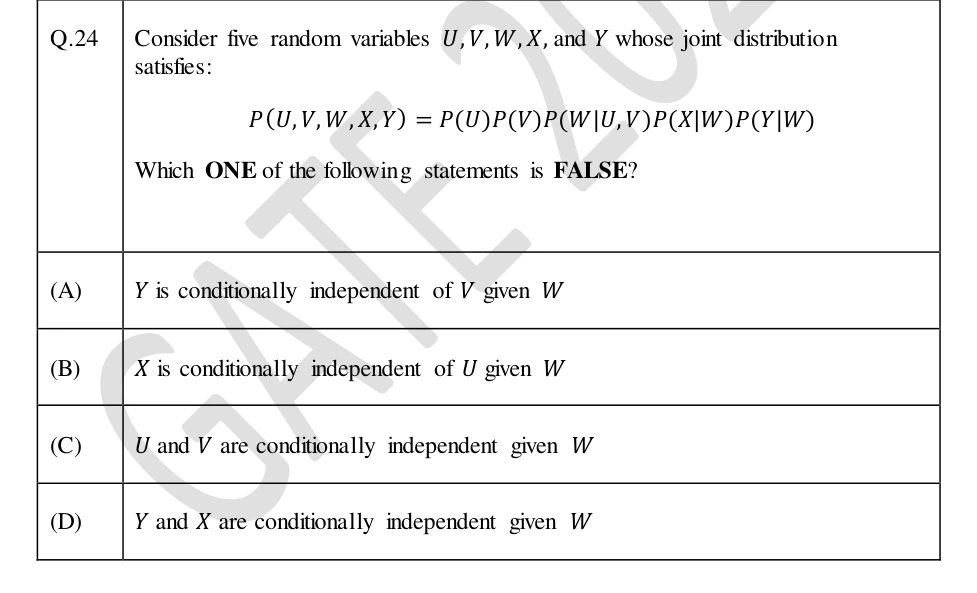 Q.24 Consider five random variables U, V, W, X, and Y whose joint distribution
satisfies:
P(U, V, W, X, Y) = P(U)P(V)P(W|U, V)P(X|W)P(Y|W)
Which ONE of the following statements is FALSE?
(A) Y is conditionally independent of V given W
(B) X is conditionally independent of U given W
(C) U and V are conditionally independent given W
(D) Y and X are conditionally independent given W
GATE 202